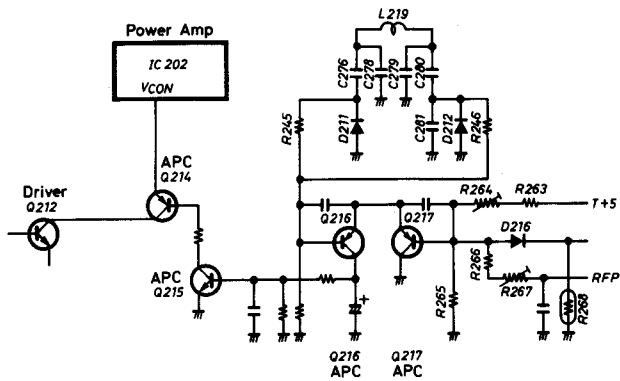 L219
Power Amp
IC 202
VCON
C276
C278
C279
C280
R245
D211
C281
D212
R246
APC
Q214
Driver
Q212
R264
R263
T+5
Q216
Q217
D216
R266
RFP
R267
APC
Q215
R265
R268
Q216
APC
Q217
APC